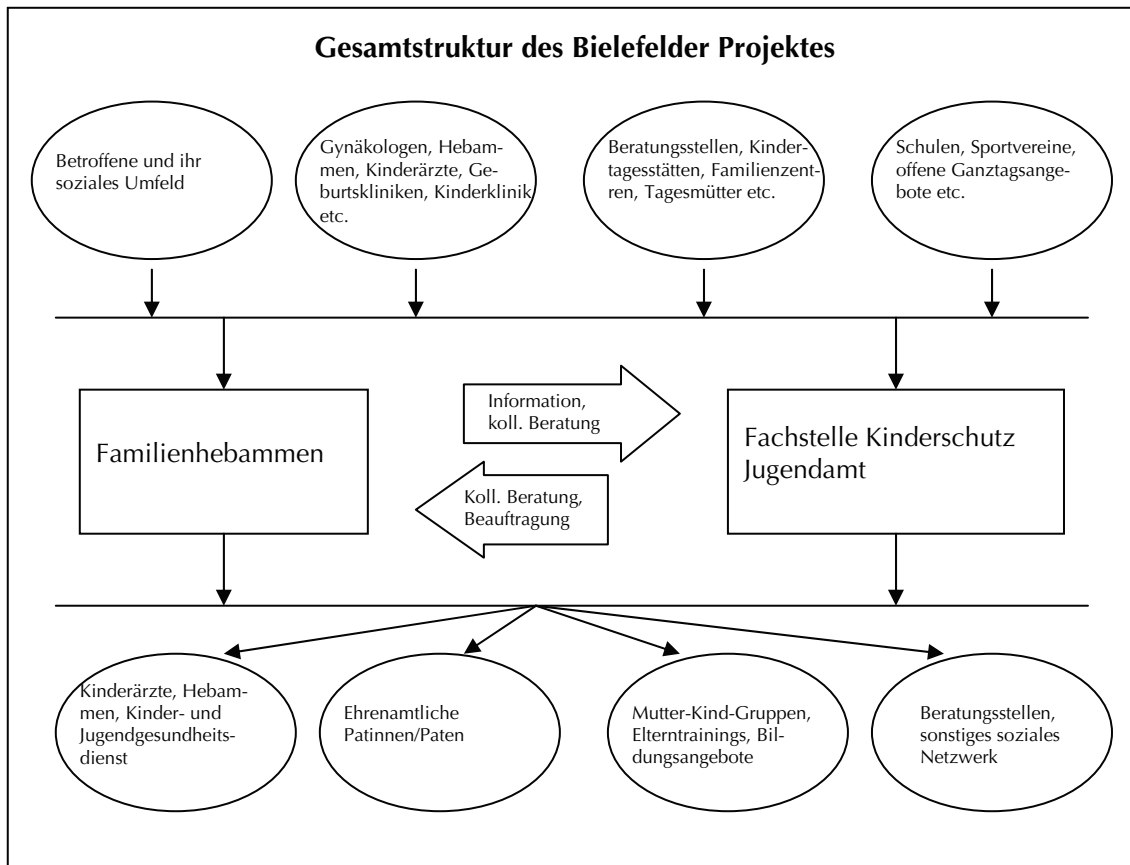 Gesamtstruktur des Bielefelder Projektes
Betroffene und ihr
soziales Umfeld
Gynäkologen, Hebam-
men, Kinderärzte, Ge-
burtskliniken, Kinderklinik
etc.
Beratungsstellen, Kinder-
tagesstätten, Familienzent-
ren, Tagesmütter etc.
Schulen, Sportvereine,
offene Ganztagsange-
bote etc.
Familienhebammen
Information,
koll. Beratung
Koll. Beratung,
Beauftragung
Fachstelle Kinderschutz
Jugendamt
Kinderärzte, Hebam-
men, Kinder- und
Jugendgesundheits-
dienst
Ehrenamtliche
Patinnen/Paten
Mutter-Kind-Gruppen,
Elterntrainings, Bil-
dungsangebote
Beratungsstellen,
sonstiges soziales
Netzwerk